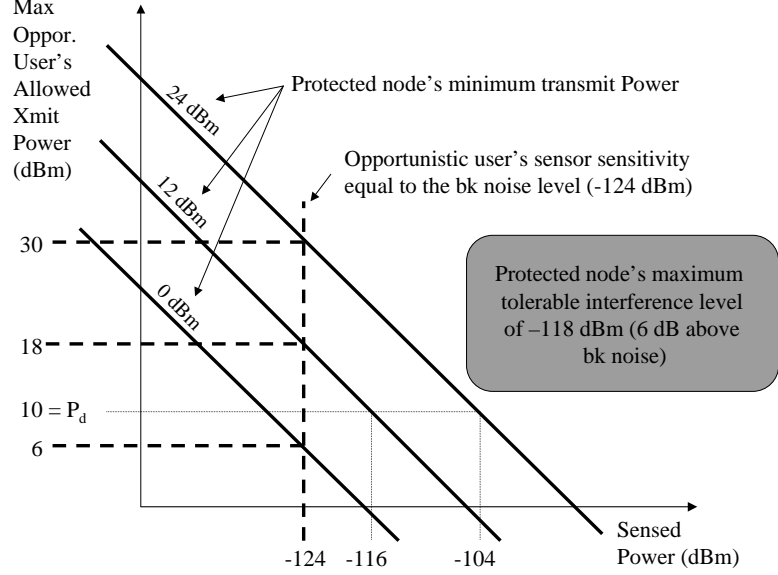 Max
Oppor.
User's
Allowed
Xmit
Power
(dBm)
24 dBm
Protected node's minimum transmit Power
12 dBm
Opportunistic user's sensor sensitivity
equal to the bk noise level (-124 dBm)
30
0 dBm
Protected node's maximum
tolerable interference level
of –118 dBm (6 dB above
bk noise)
18
10 = Pd
6
-124
-116
-104
Sensed
Power (dBm)